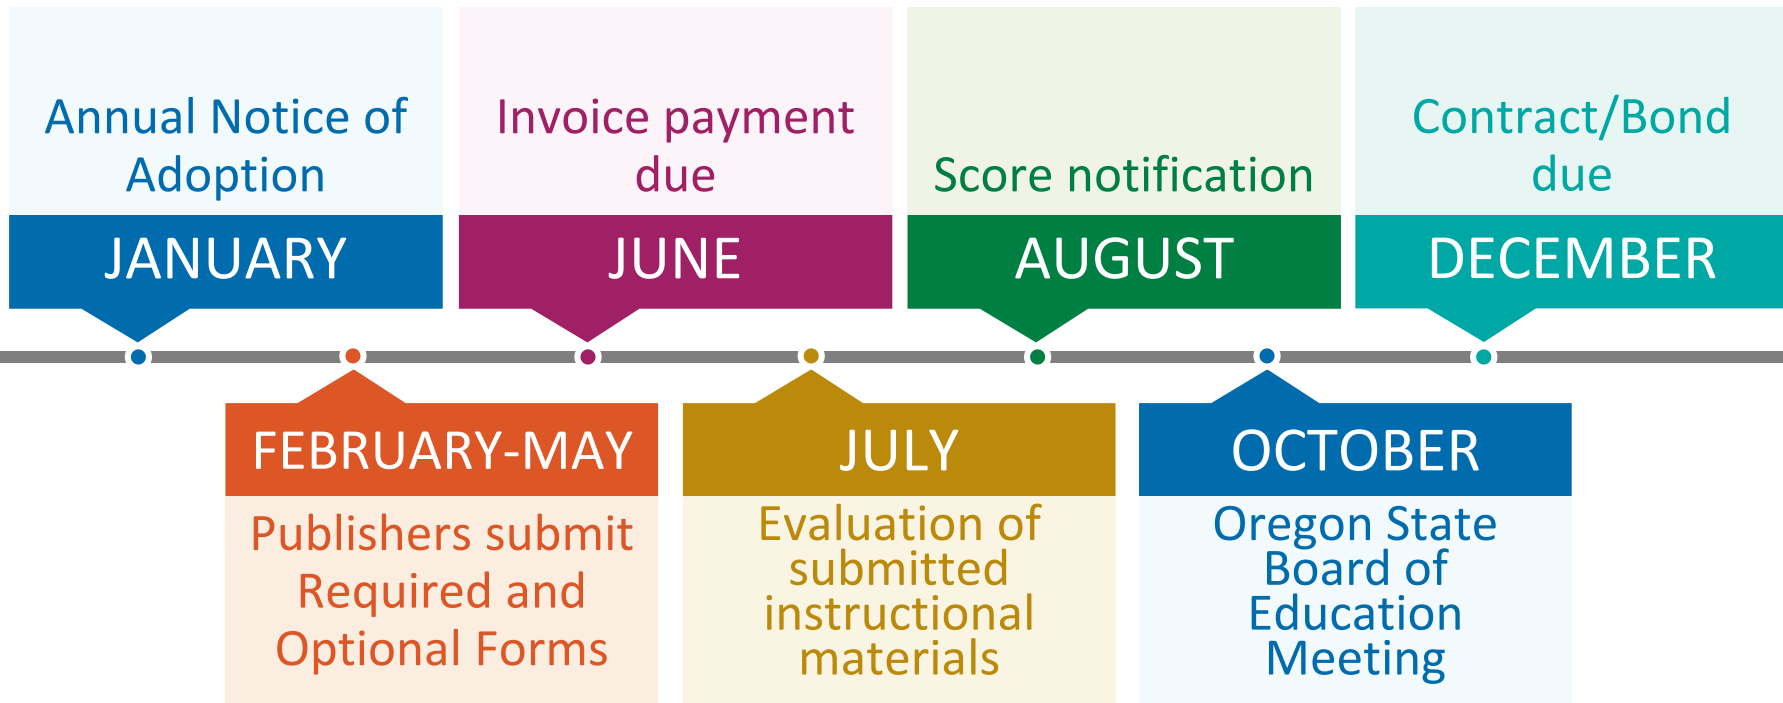 Annual Notice of
Adoption
JANUARY
FEBRUARY-MAY
Publishers submit
Required and
Optional Forms
Invoice payment
due
JUNE
JULY
Evaluation of
submitted
instructional
materials
Score notification
AUGUST
OCTOBER
Oregon State
Board of
Education
Meeting
Contract/Bond
due
DECEMBER